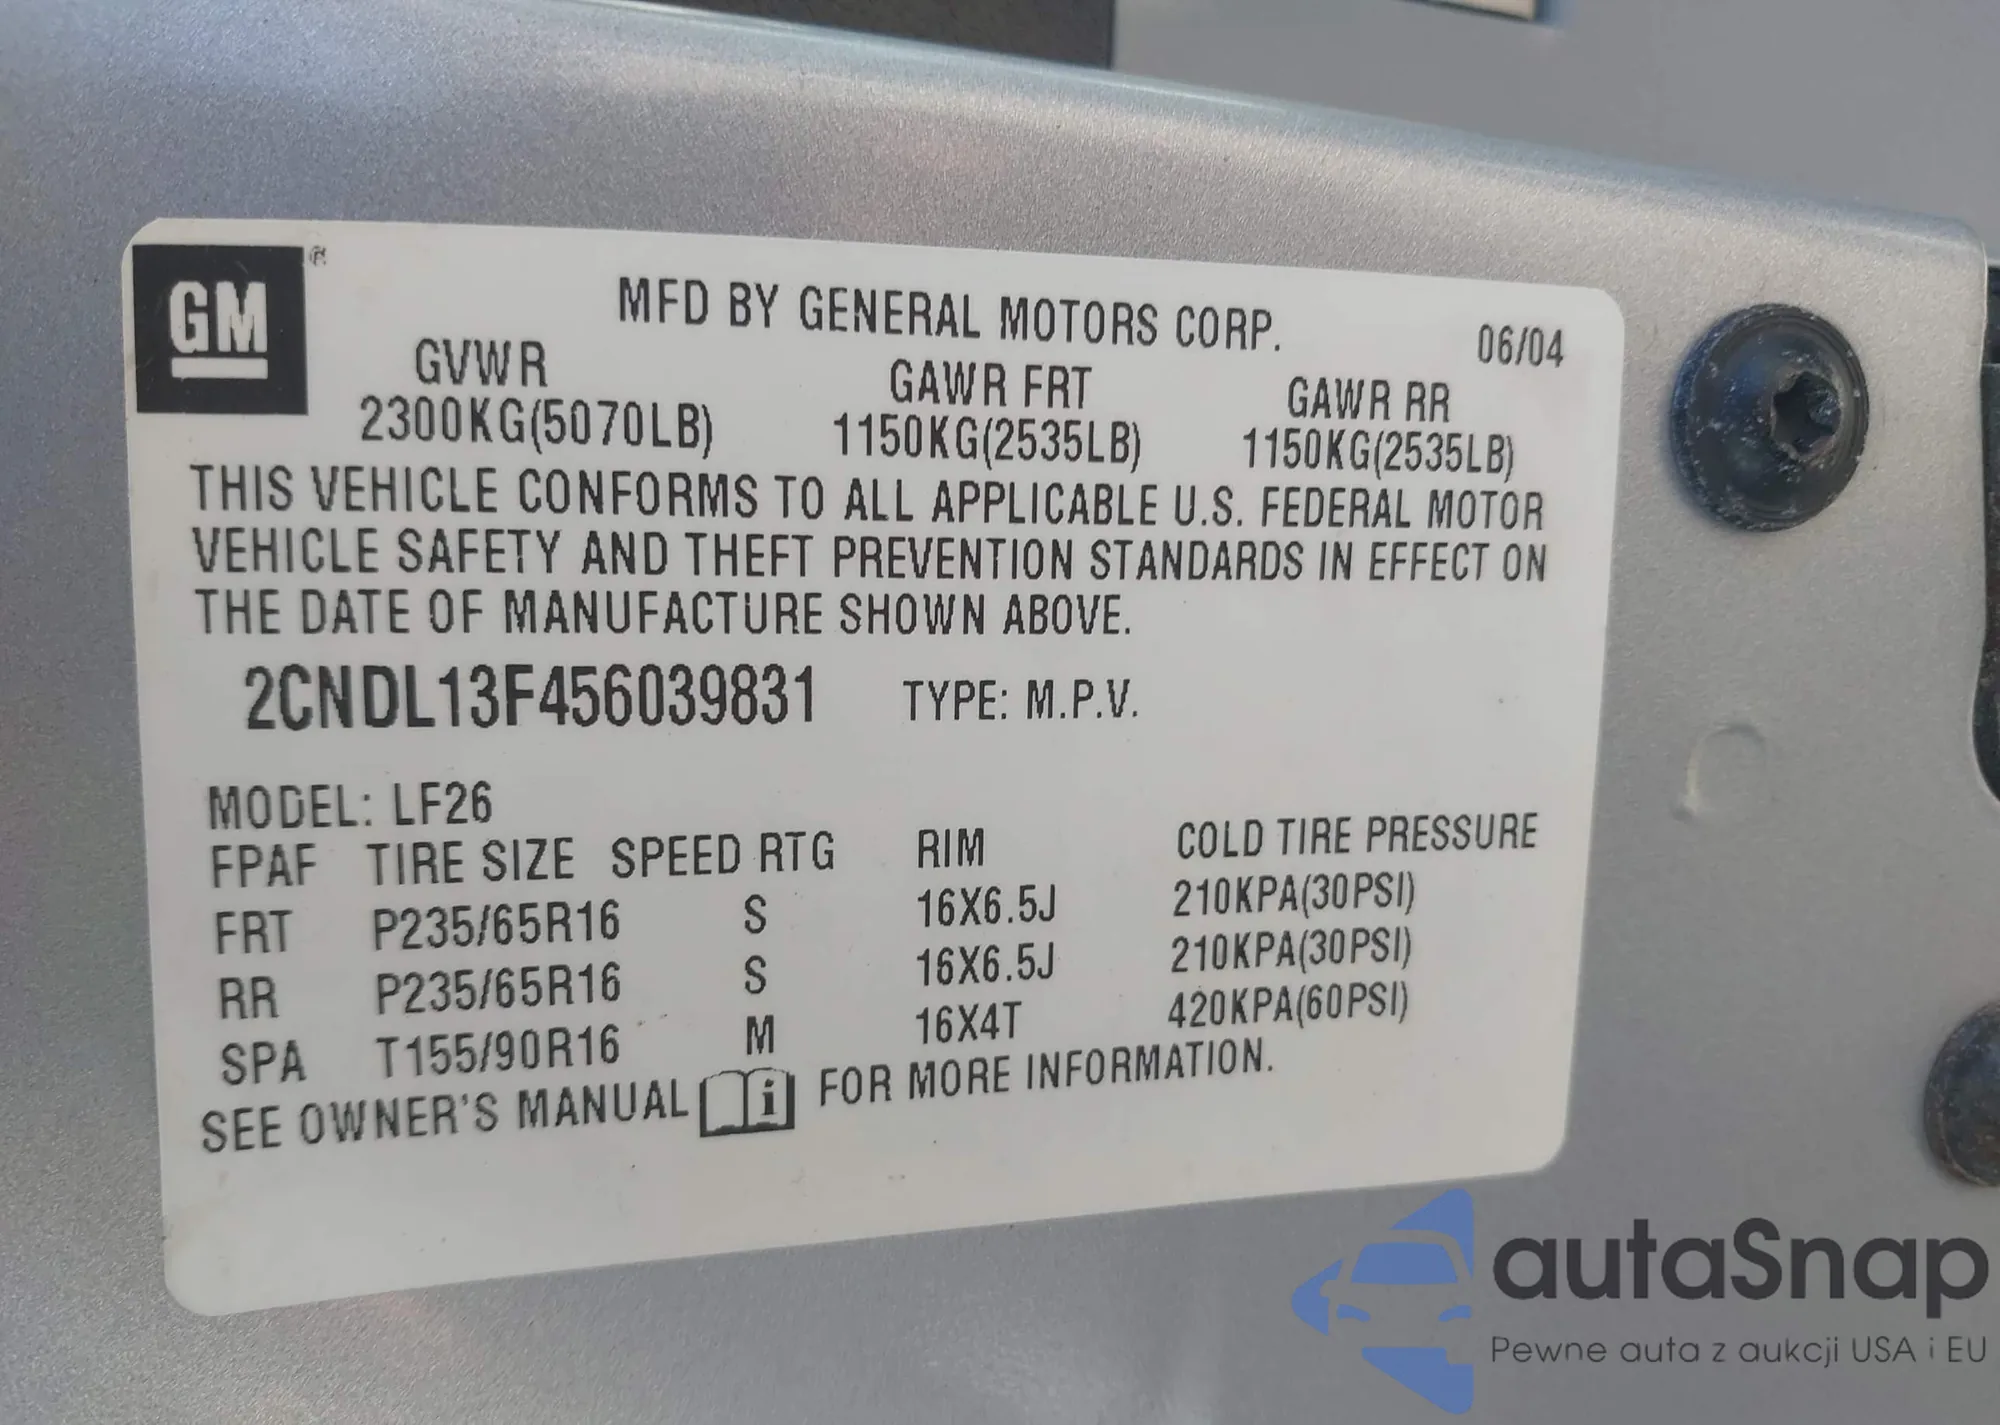 GM ®
MFD BY GENERAL MOTORS CORP. 06/04
GVWR GAWR FRT GAWR RR
2300KG(5070LB) 1150KG(2535LB) 1150KG(2535LB)
THIS VEHICLE CONFORMS TO ALL APPLICABLE U.S. FEDERAL MOTOR
VEHICLE SAFETY AND THEFT PREVENTION STANDARDS IN EFFECT ON
THE DATE OF MANUFACTURE SHOWN ABOVE.
2CNDL13F456039831 TYPE: M.P.V.
MODEL: LF26
FPAF TIRE SIZE SPEED RTG RIM COLD TIRE PRESSURE
FRT P235/65R16 S 16X6.5J 210KPA(30PSI)
RR P235/65R16 S 16X6.5J 210KPA(30PSI)
SPA T155/90R16 M 16X4T 420KPA(60PSI)
SEE OWNER'S MANUAL i FOR MORE INFORMATION.
autaSnap
Pewne auta z aukcji USA i EU